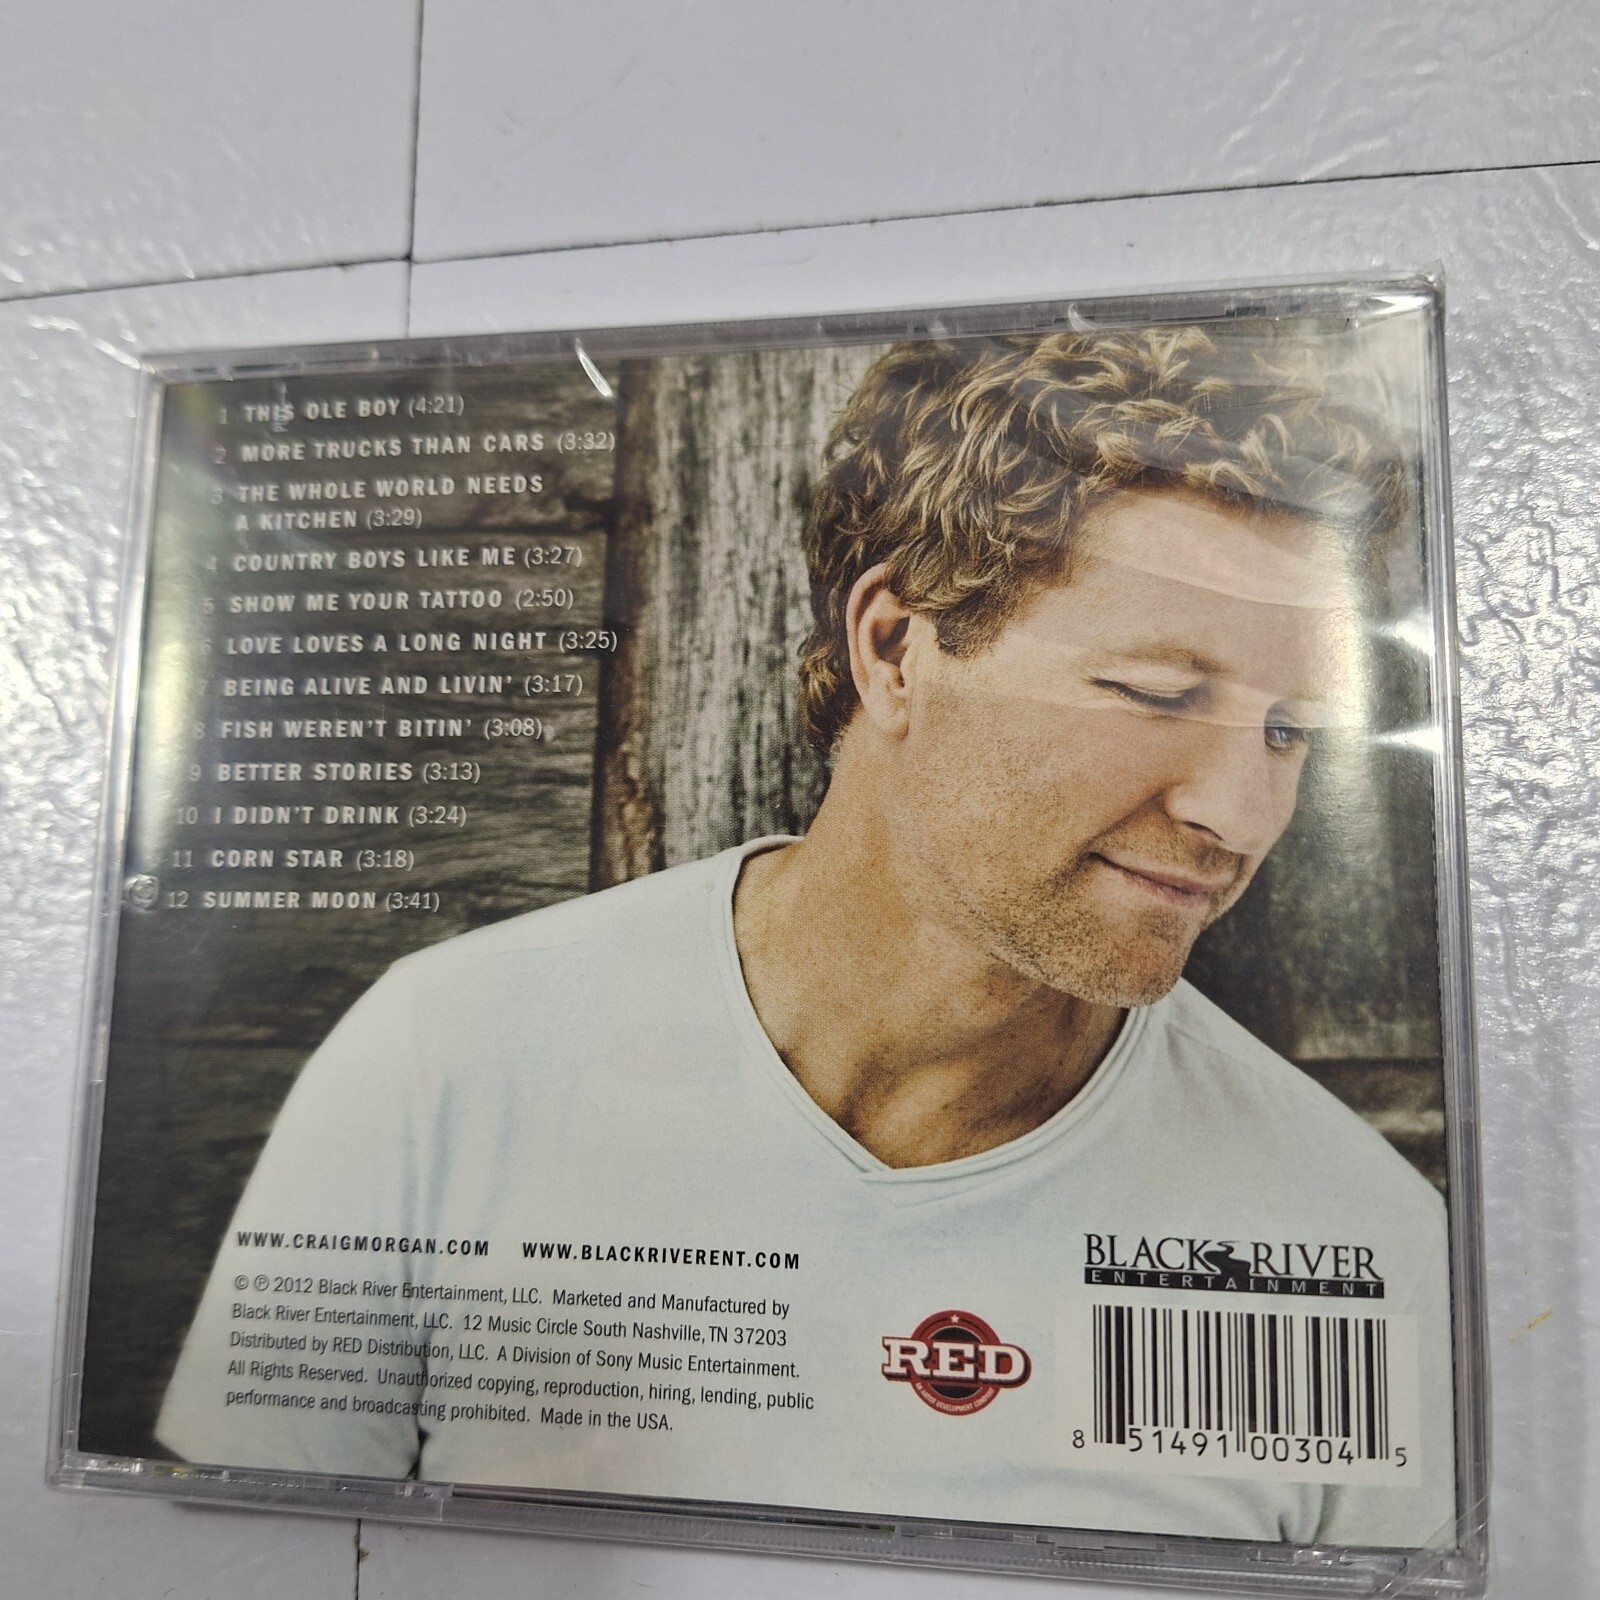 1 THIS OLE BOY (4:21)
2 MORE TRUCKS THAN CARS (3:32)
3 THE WHOLE WORLD NEEDS
A KITCHEN (3:29)
4 COUNTRY BOYS LIKE ME (3:27)
5 SHOW ME YOUR TATTOO (2:50)
6 LOVE LOVES A LONG NIGHT (3:25)
7 BEING ALIVE AND LIVIN' (3:17)
8 FISH WEREN'T BITIN' (3:08)
9 BETTER STORIES (3:13)
10 I DIDN'T DRINK (3:24)
11 CORN STAR (3:18)
12 SUMMER MOON (3:41)
WWW.CRAIGMORGAN.COM WWW.BLACKRIVERENT.COM
© ℗ 2012 Black River Entertainment, LLC. Marketed and Manufactured by
Black River Entertainment, LLC. 12 Music Circle South Nashville, TN 37203
Distributed by RED Distribution, LLC. A Division of Sony Music Entertainment.
All Rights Reserved. Unauthorized copying, reproduction, hiring, lending, public
performance and broadcasting prohibited. Made in the USA.
RED
AN ARTIST DEVELOPMENT COMPANY
BLACK RIVER
ENTERTAINMENT
8 51491 00304 5